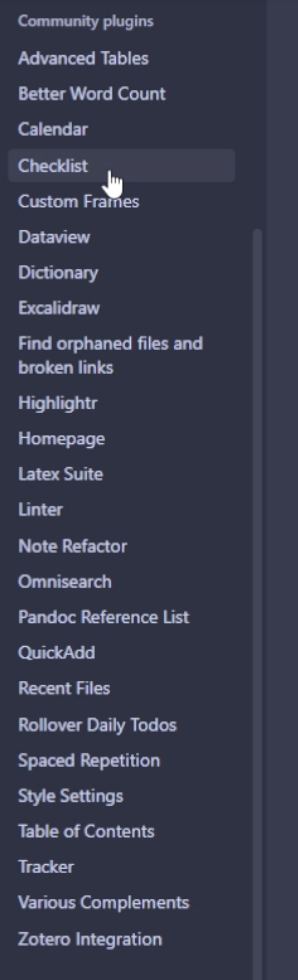 Community plugins
Advanced Tables
Better Word Count
Calendar
Checklist
Custom Frames
Dataview
Dictionary
Excalidraw
Find orphaned files and
broken links
Highlightr
Homepage
Latex Suite
Linter
Note Refactor
Omnisearch
Pandoc Reference List
QuickAdd
Recent Files
Rollover Daily Todos
Spaced Repetition
Style Settings
Table of Contents
Tracker
Various Complements
Zotero Integration